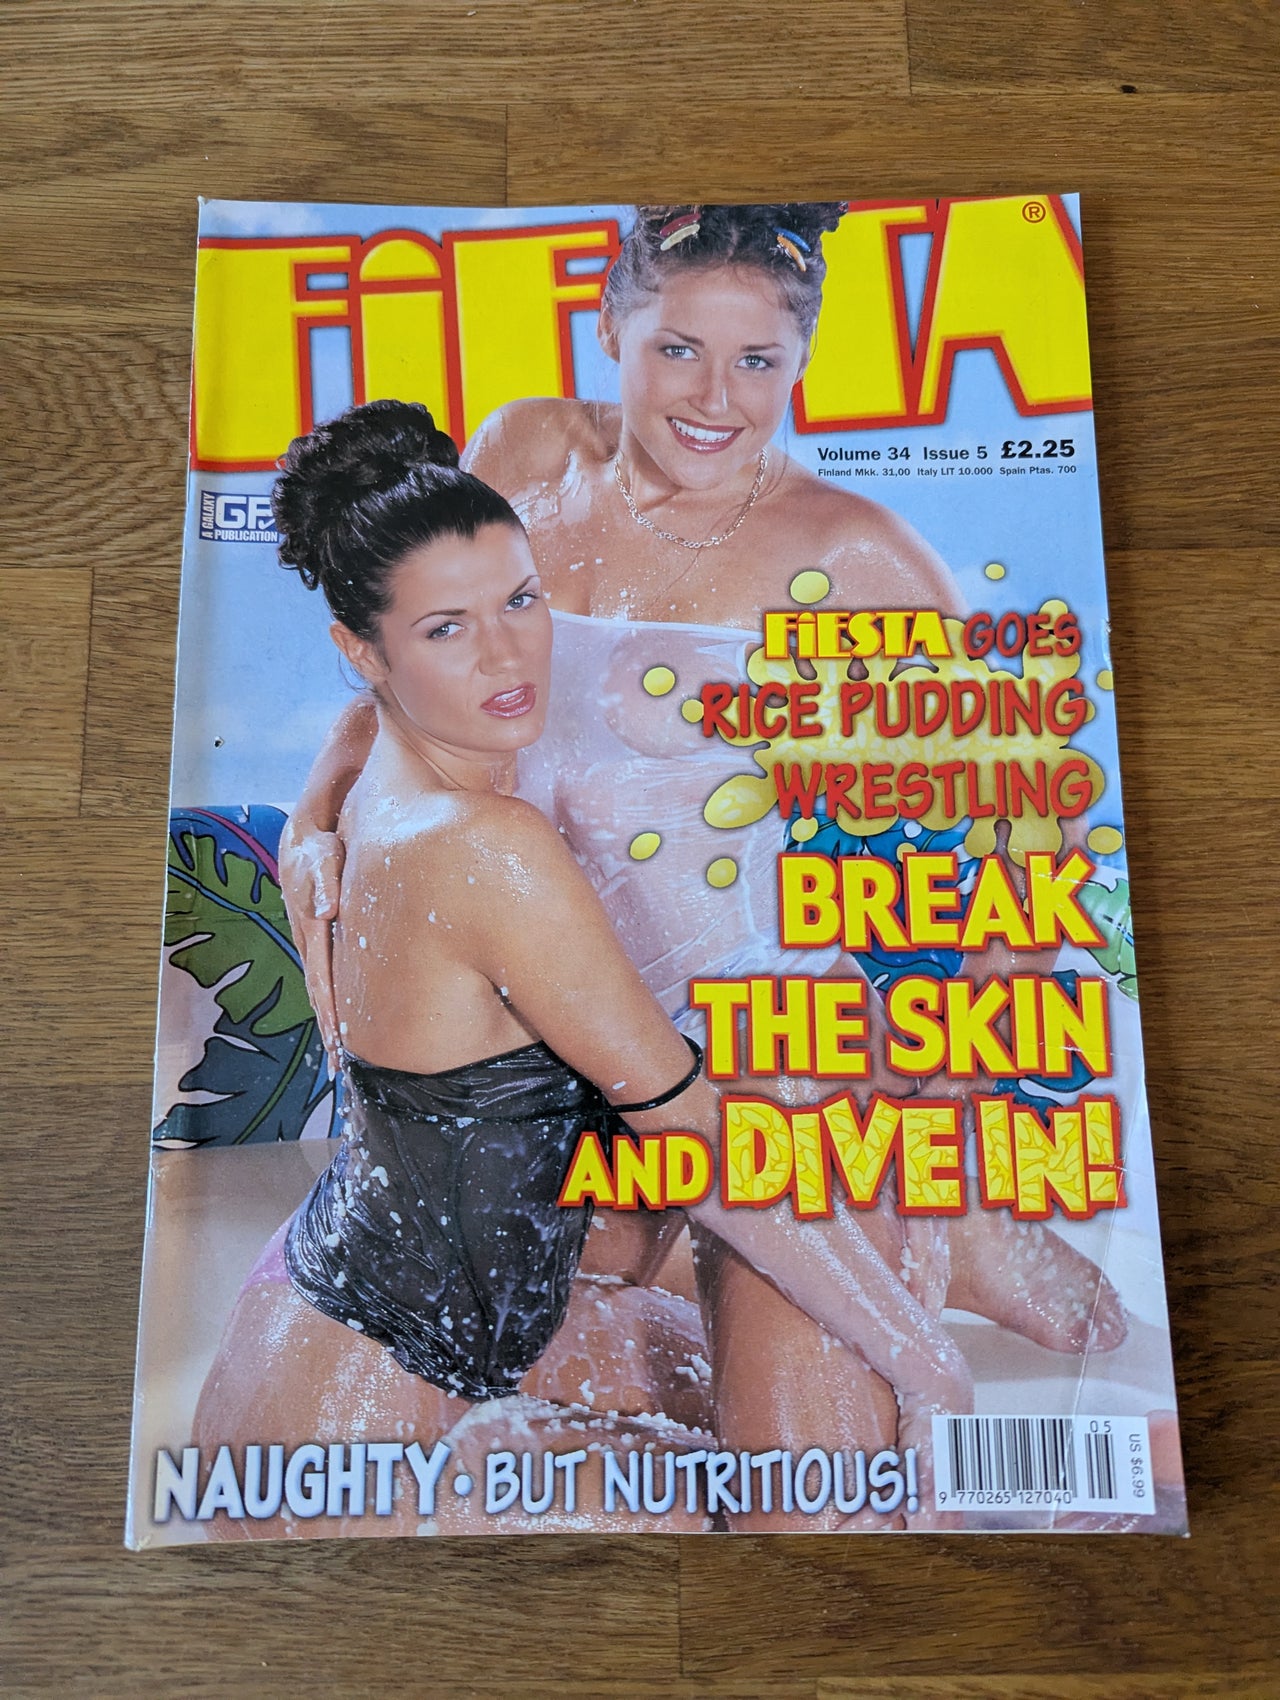 FiESTA®
Volume 34 Issue 5 £2.25
Finland Mkk. 31,00 Italy LIT 10.000 Spain Ptas. 700
A GALAXY
GP
PUBLICATION
FiESTA GOES
RICE PUDDING
WRESTLING
BREAK
THE SKIN
AND DIVE IN!
NAUGHTY • BUT NUTRITIOUS!
05
9 770265 127040
US $6.99